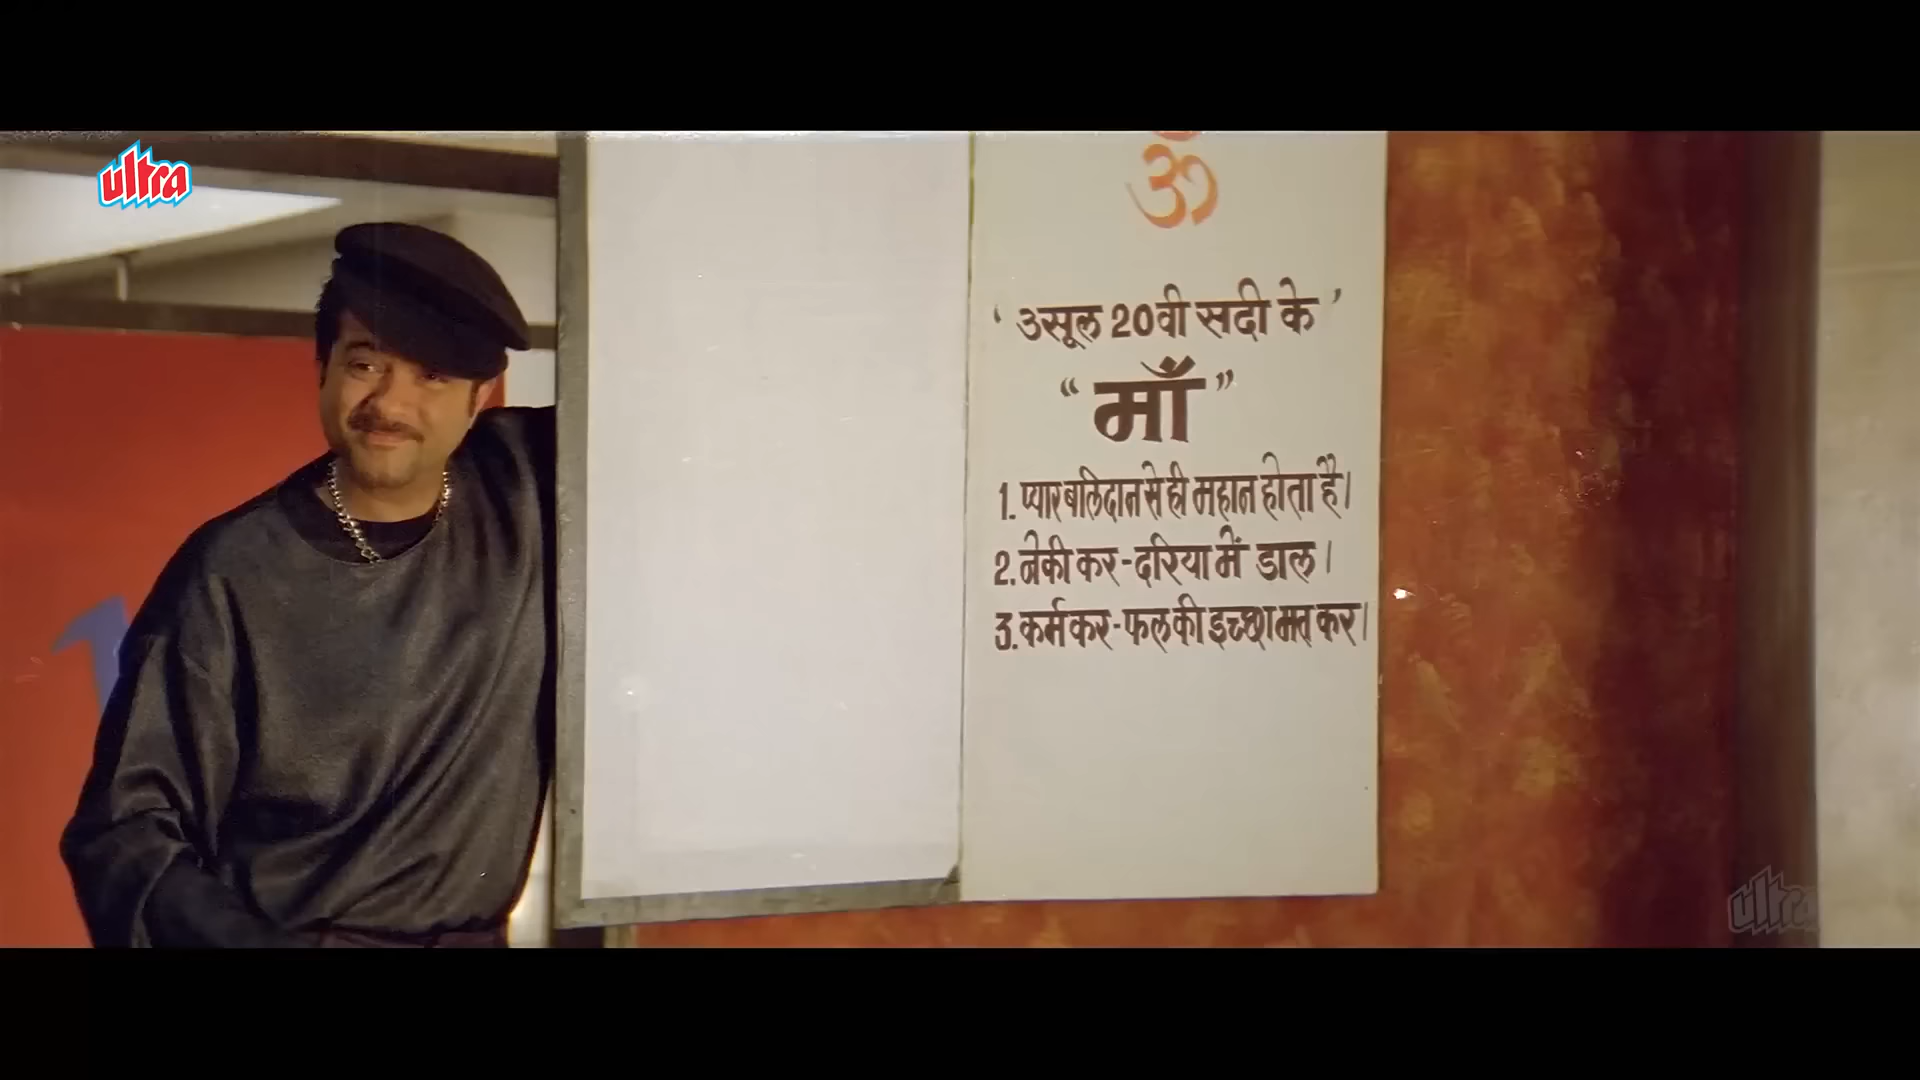 ultra
ॐ
‘उसूल 20वी सदी के’
“माँ”
1. प्यार बलिदान से ही महान होता है।
2. नेकी कर-दरिया में डाल।
3. कर्म कर-फल की इच्छा मत कर।
ultra